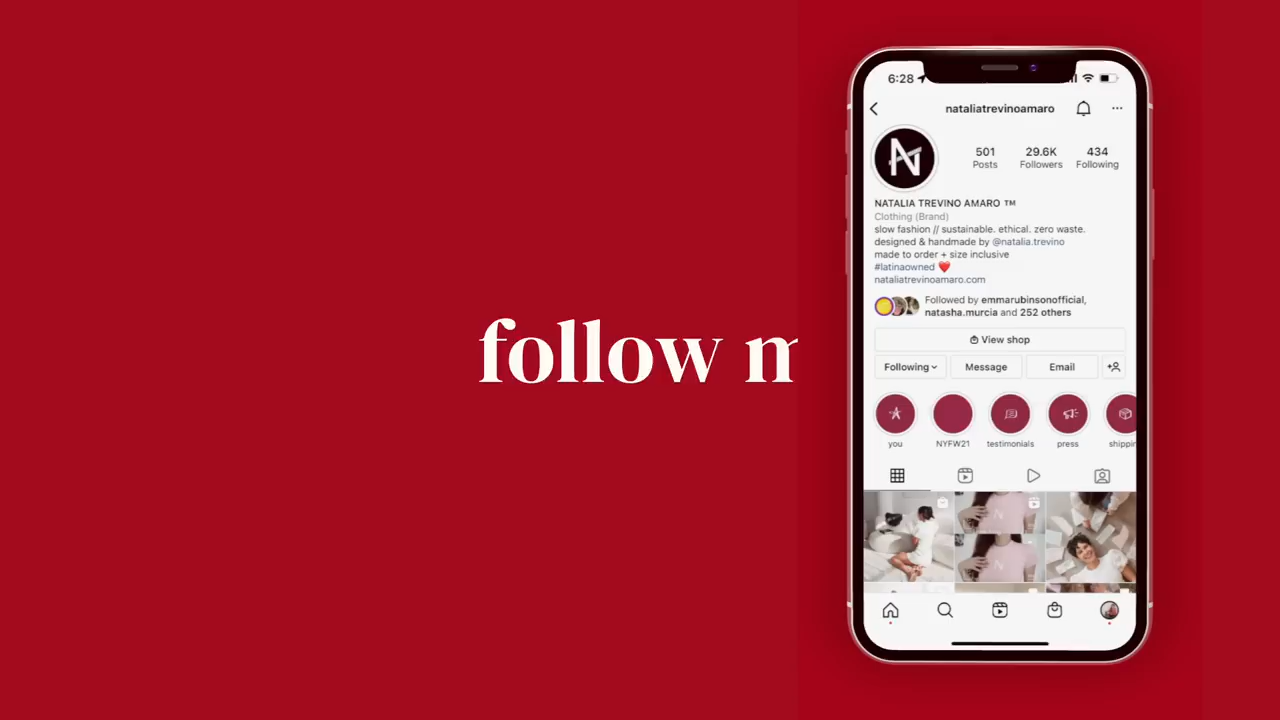 follow m
6:28
nataliatrevinoamaro
501 29.6K 434
Posts Followers Following
NATALIA TREVINO AMARO ™
Clothing (Brand)
slow fashion // sustainable. ethical. zero waste.
designed & handmade by @natalia.trevino
made to order + size inclusive
#latinaowned ❤️
nataliatrevinoamaro.com
Followed by emmarubinsonofficial,
natasha.murcia and 252 others
View shop
Following Message Email
you NYFW21 testimonials press shippin